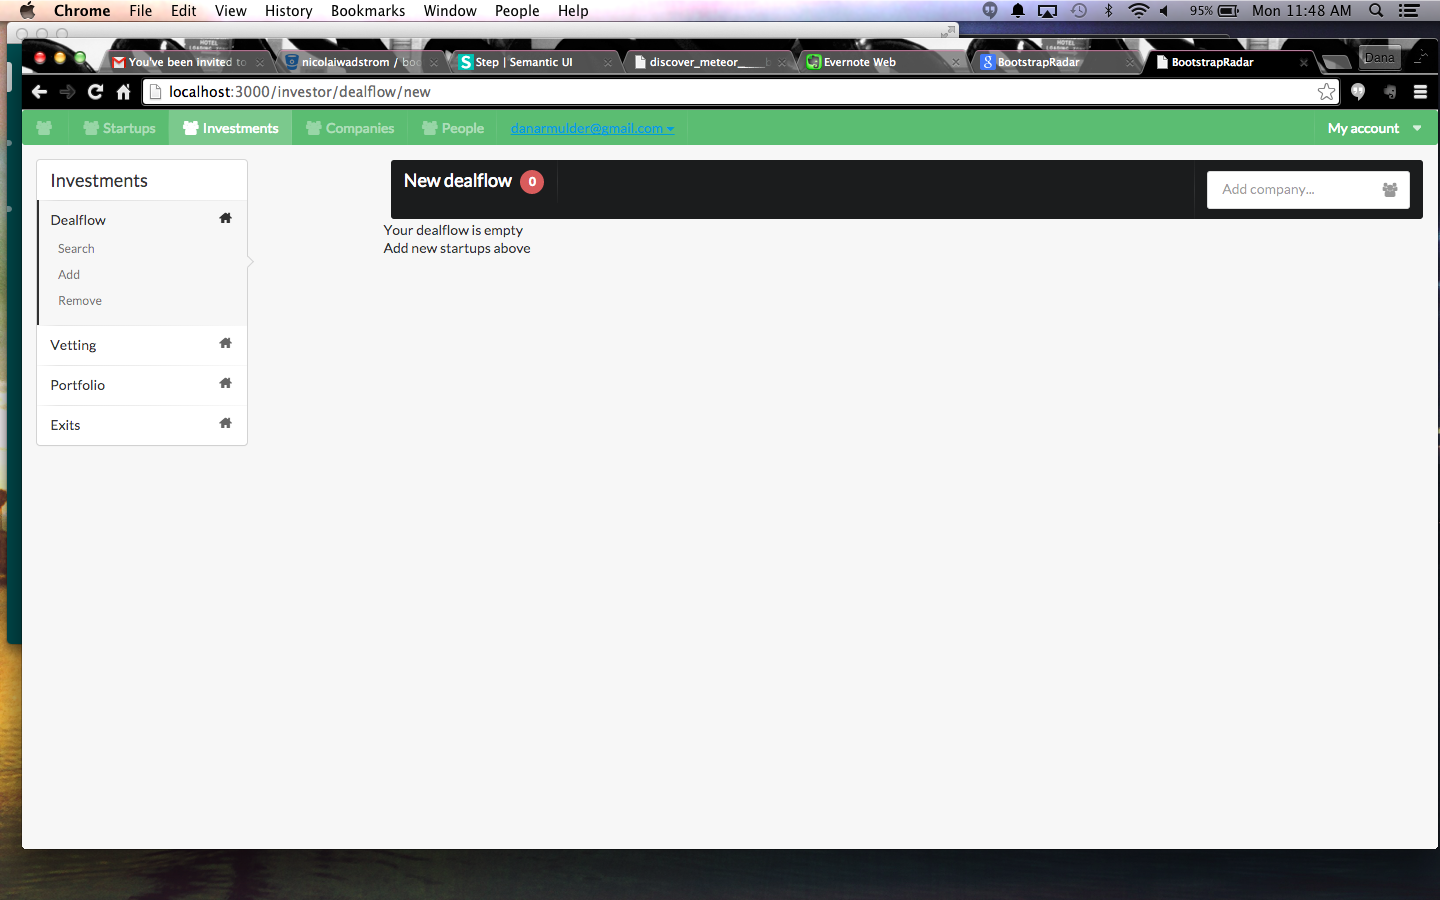 Chrome File Edit View History Bookmarks Window People Help 95% Mon 11:48 AM
You've been invited to nicolaiwadstrom / boo Step | Semantic UI discover_meteor_____b Evernote Web BootstrapRadar BootstrapRadar Dana
localhost:3000/investor/dealflow/new
Startups Investments Companies People danarmulder@gmail.com My account
Investments
Dealflow
Search
Add
Remove
Vetting
Portfolio
Exits
New dealflow 0
Add company...
Your dealflow is empty
Add new startups above